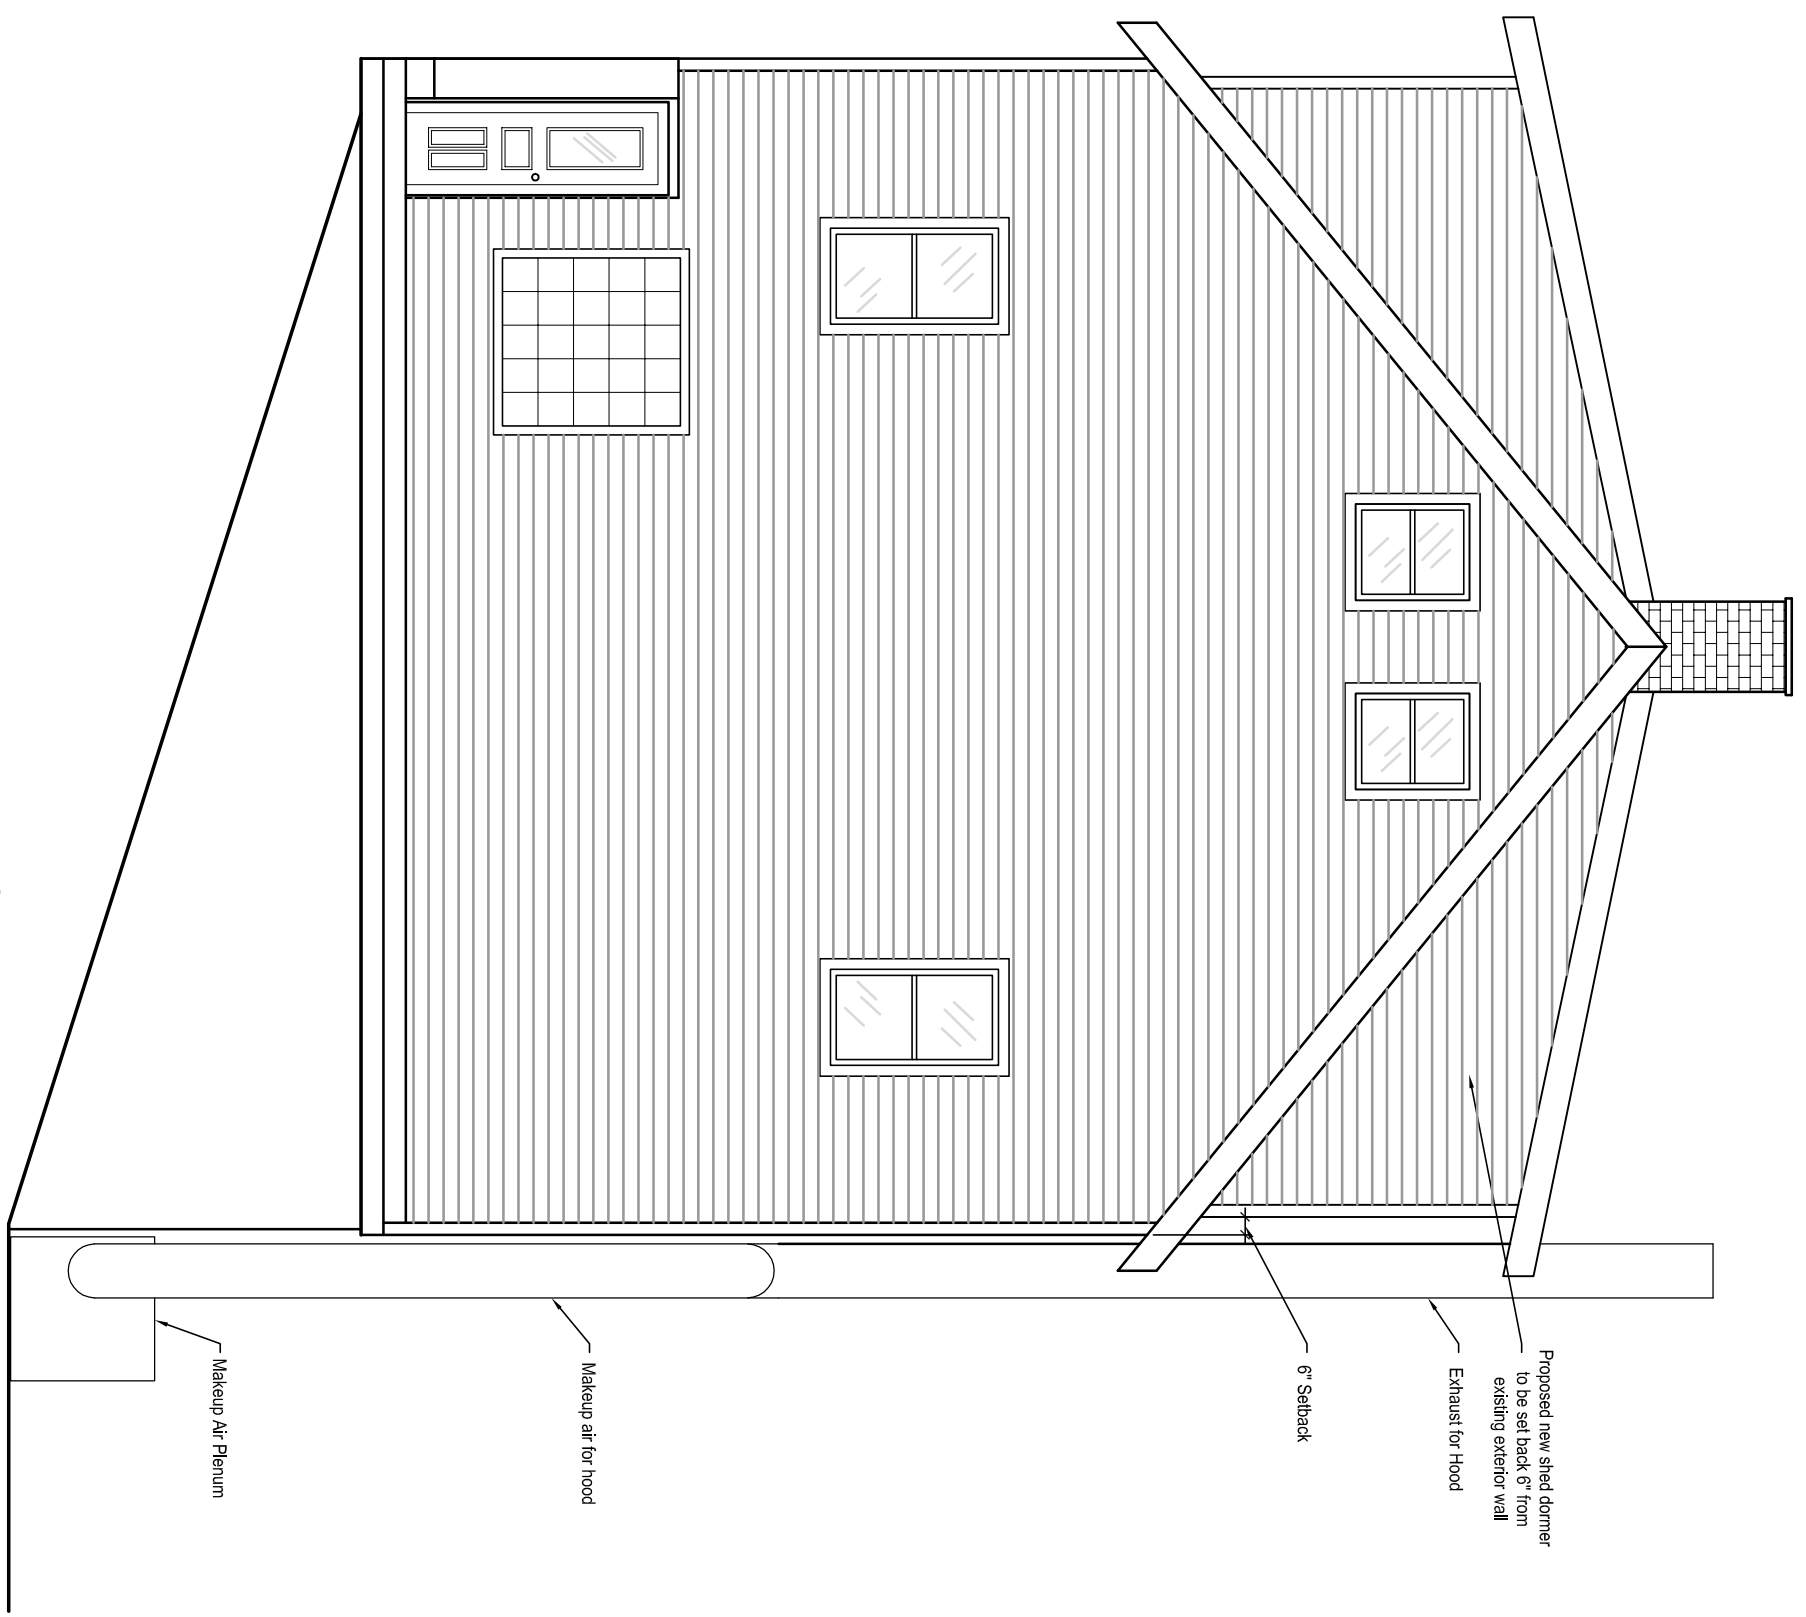 Proposed new shed dormer
to be set back 6" from
existing exterior wall
Exhaust for Hood
6" Setback
Makeup air for hood
Makeup Air Plenum